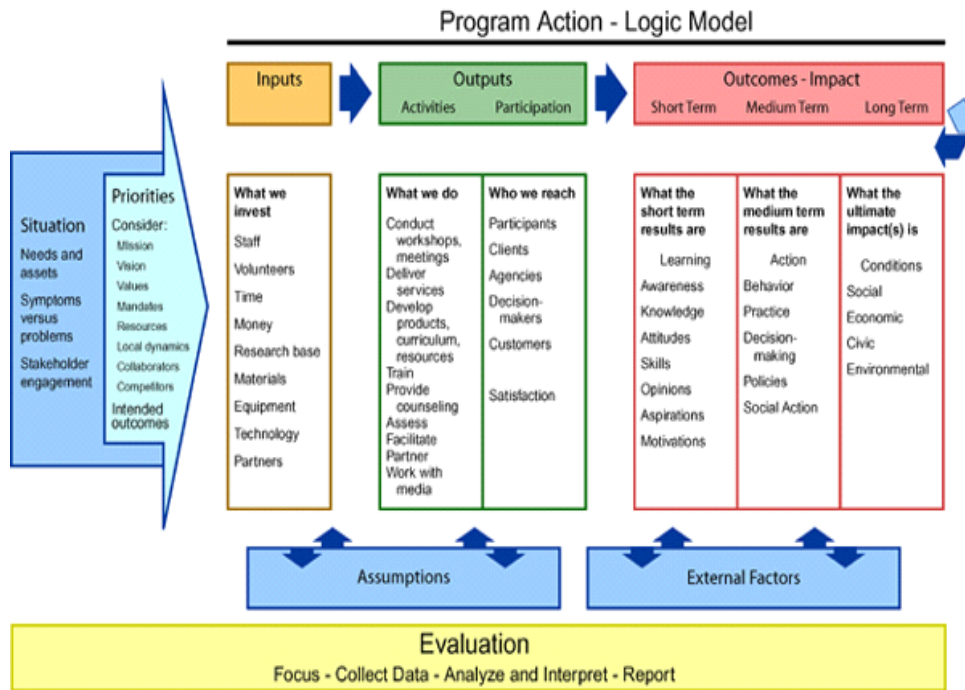 Program Action - Logic Model
Inputs
Outputs
Activities Participation
Outcomes - Impact
Short Term Medium Term Long Term
Situation
Needs and
assets
Symptoms
versus
problems
Stakeholder
engagement
Priorities
Consider:
Mission
Vision
Values
Mandates
Resources
Local dynamics
Collaborators
Competitors
Intended
outcomes
What we
invest
Staff
Volunteers
Time
Money
Research base
Materials
Equipment
Technology
Partners
What we do
Conduct
workshops,
meetings
Deliver
services
Develop
products,
curriculum,
resources
Train
Provide
counseling
Assess
Facilitate
Partner
Work with
media
Who we reach
Participants
Clients
Agencies
Decision-
makers
Customers
Satisfaction
What the
short term
results are
Learning
Awareness
Knowledge
Attitudes
Skills
Opinions
Aspirations
Motivations
What the
medium term
results are
Action
Behavior
Practice
Decision-
making
Policies
Social Action
What the
ultimate
impact(s) is
Conditions
Social
Economic
Civic
Environmental
Assumptions
External Factors
Evaluation
Focus - Collect Data - Analyze and Interpret - Report